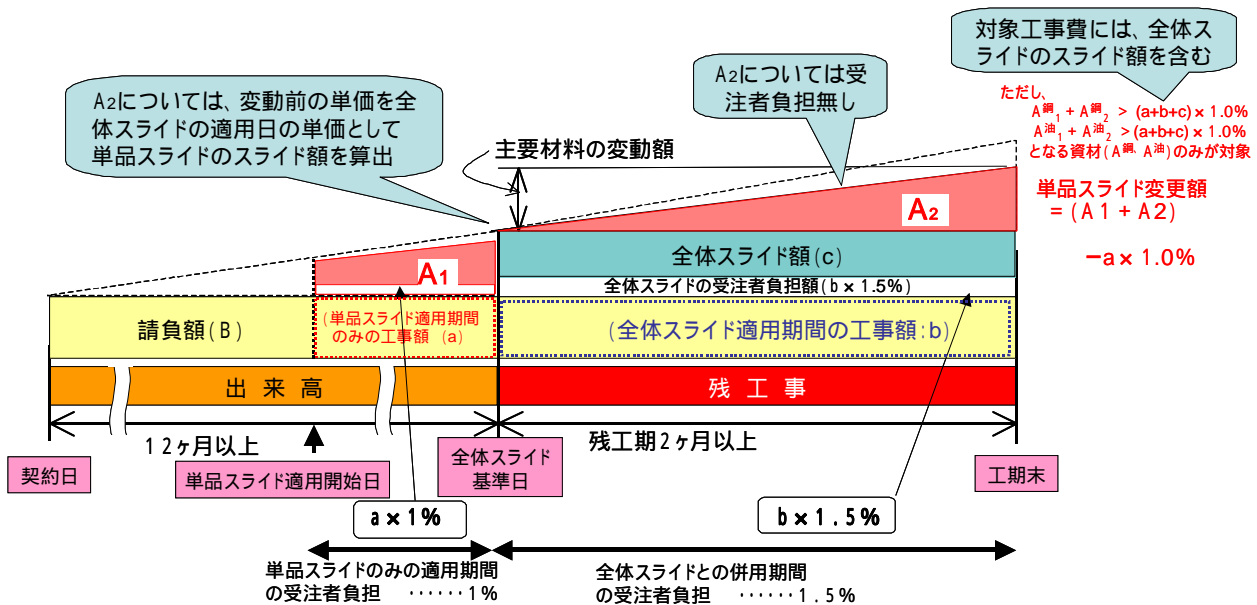 対象工事費には、全体ス
ライドのスライド額を含む
A2については受
注者負担無し
A2については、変動前の単価を全
体スライドの適用日の単価として
単品スライドのスライド額を算出
ただし、
A鋼1 + A鋼2 > (a+b+c) × 1.0%
A油1 + A油2 > (a+b+c) × 1.0%
となる資材(A鋼、A油)のみが対象
主要材料の変動額
単品スライド変更額
= (A1 + A2)
－a × 1.0%
A2
全体スライド額(c)
A1
全体スライドの受注者負担額(b × 1.5%)
請負額(B)
(単品スライド適用期間
のみの工事額 (a)
(全体スライド適用期間の工事額:b)
出 来 高
残 工 事
12ヶ月以上
残工期2ヶ月以上
契約日
単品スライド適用開始日
全体スライド
基準日
工期末
a × 1%
b × 1.5%
単品スライドのみの適用期間
の受注者負担 ……1%
全体スライドとの併用期間
の受注者負担 ……1.5%